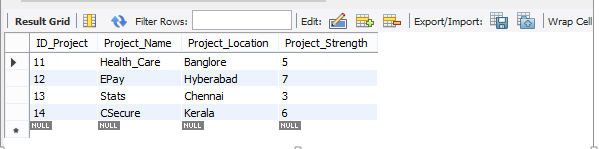 Result Grid Filter Rows: Edit: Export/Import: Wrap Cell
ID_Project Project_Name Project_Location Project_Strength
11 Health_Care Banglore 5
12 EPay Hyberabad 7
13 Stats Chennai 3
14 CSecure Kerala 6
NULL NULL NULL NULL